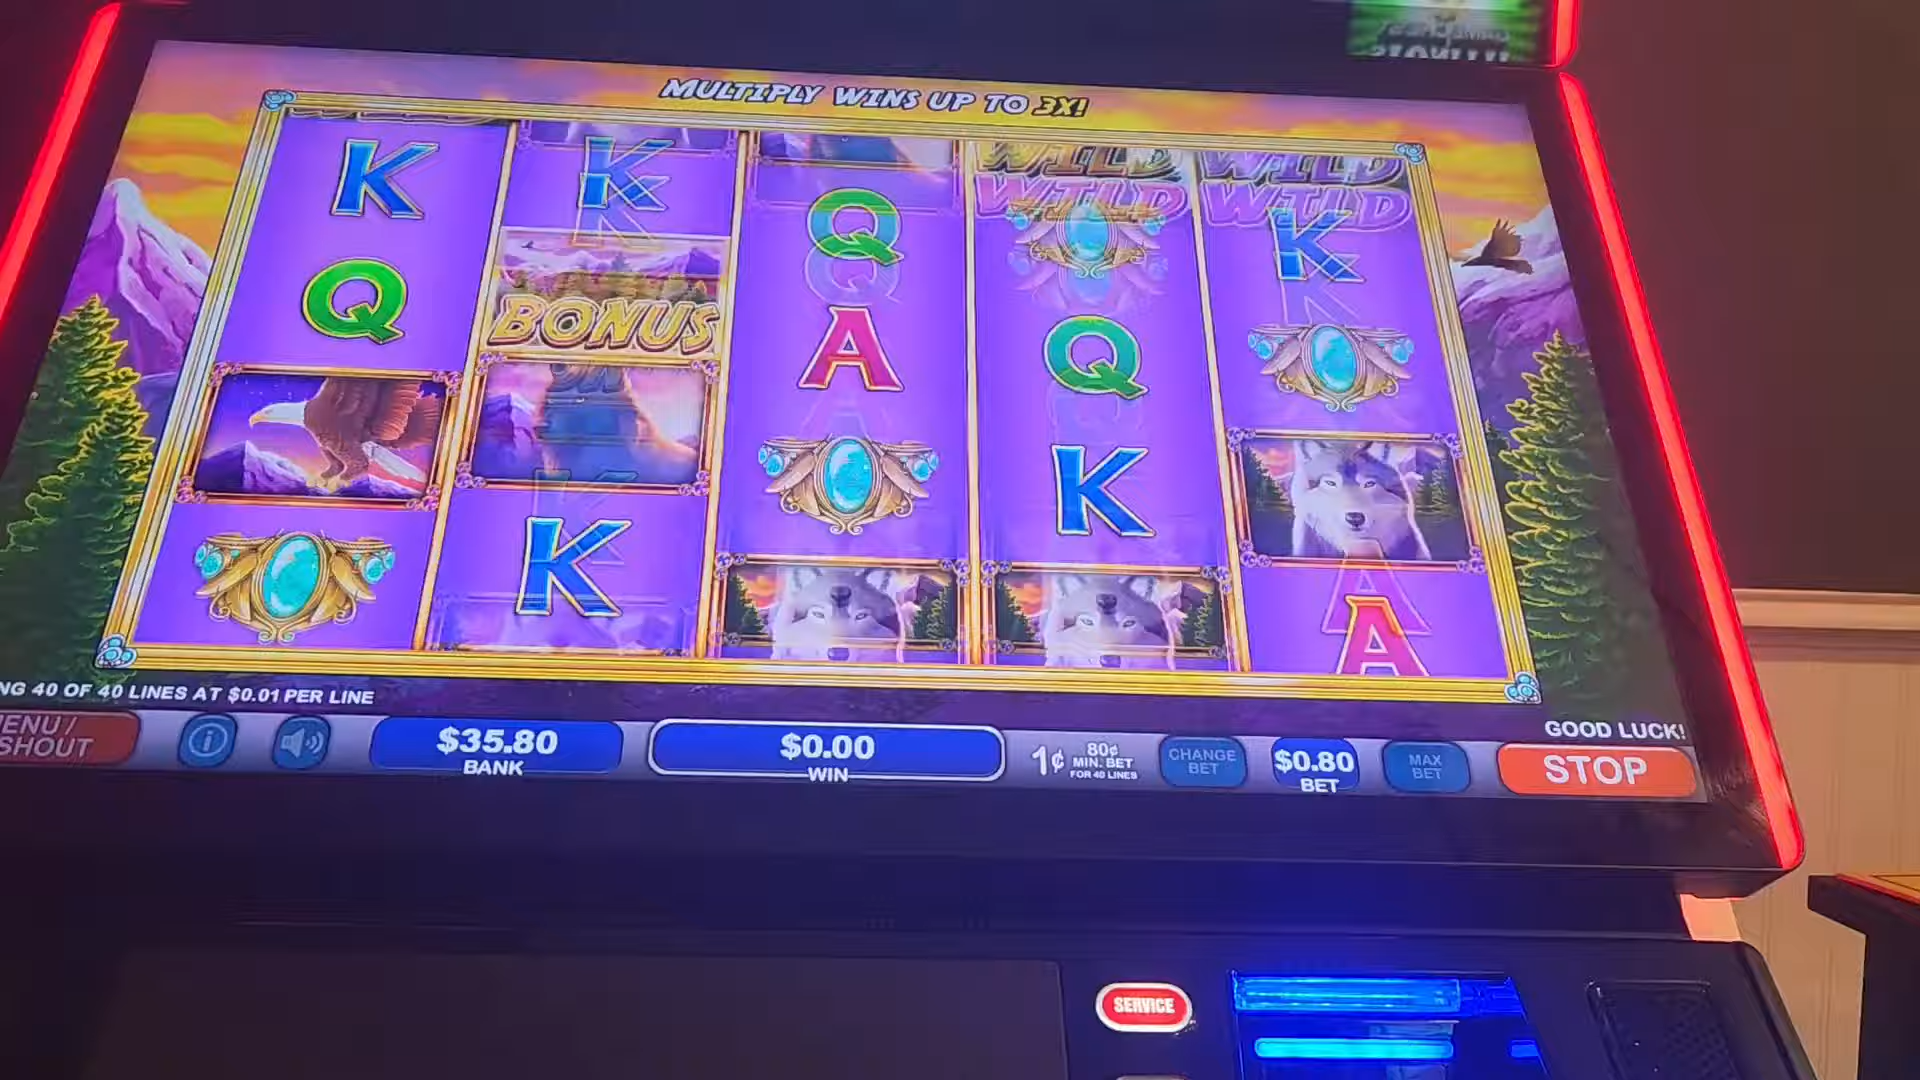 MULTIPLY WINS UP TO 3X!
K K WILD WILD
WILD WILD
Q K
Q BONUS A Q
K
K A
NG 40 OF 40 LINES AT $0.01 PER LINE
GOOD LUCK!
ENU/
SHOUT
$35.80
BANK
$0.00
WIN
1¢
80¢
MIN. BET
FOR 40 LINES
CHANGE
BET
$0.80
BET
MAX
BET
STOP
SERVICE